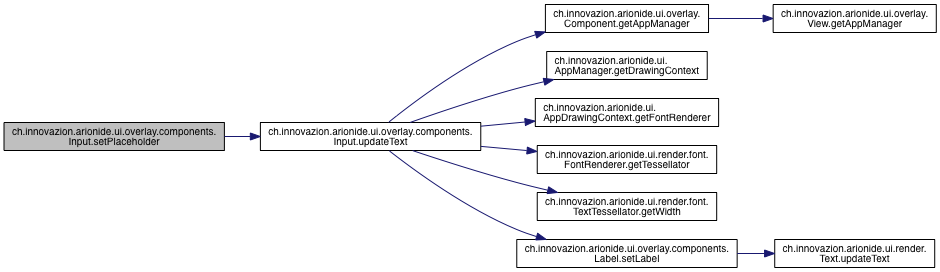 ch.innovazion.arionide.ui.overlay.components.
Input.setPlaceholder
ch.innovazion.arionide.ui.overlay.components.
Input.updateText
ch.innovazion.arionide.ui.overlay.
Component.getAppManager
ch.innovazion.arionide.ui.overlay.
View.getAppManager
ch.innovazion.arionide.ui.
AppManager.getDrawingContext
ch.innovazion.arionide.ui.
AppDrawingContext.getFontRenderer
ch.innovazion.arionide.ui.render.font.
FontRenderer.getTessellator
ch.innovazion.arionide.ui.render.font.
TextTessellator.getWidth
ch.innovazion.arionide.ui.overlay.components.
Label.setLabel
ch.innovazion.arionide.ui.render.
Text.updateText